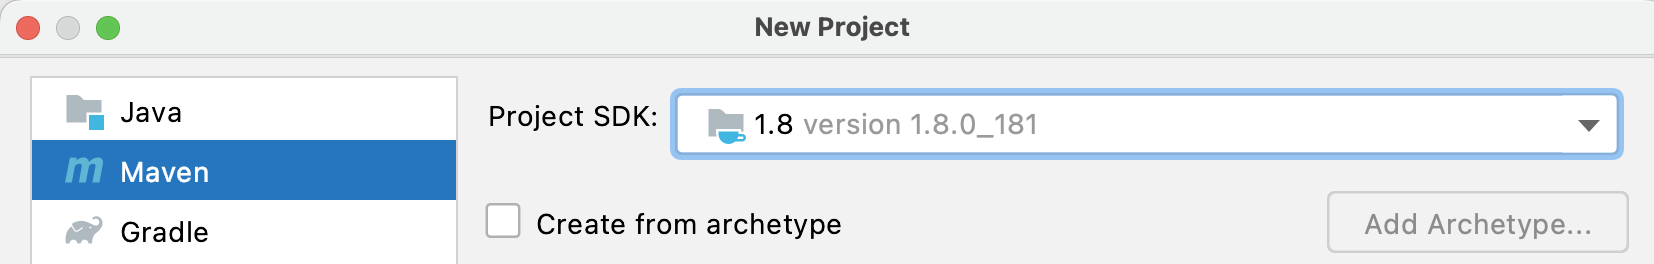 New Project
Java
Maven
Gradle
Project SDK: 1.8 version 1.8.0_181
Create from archetype
Add Archetype...